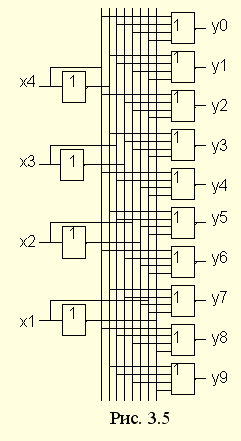 1 y0
1 y1
x4 1
1 y2
1 y3
x3 1
1 y4
1 y5
x2 1
1 y6
1 y7
x1 1
1 y8
1 y9
Рис. 3.5